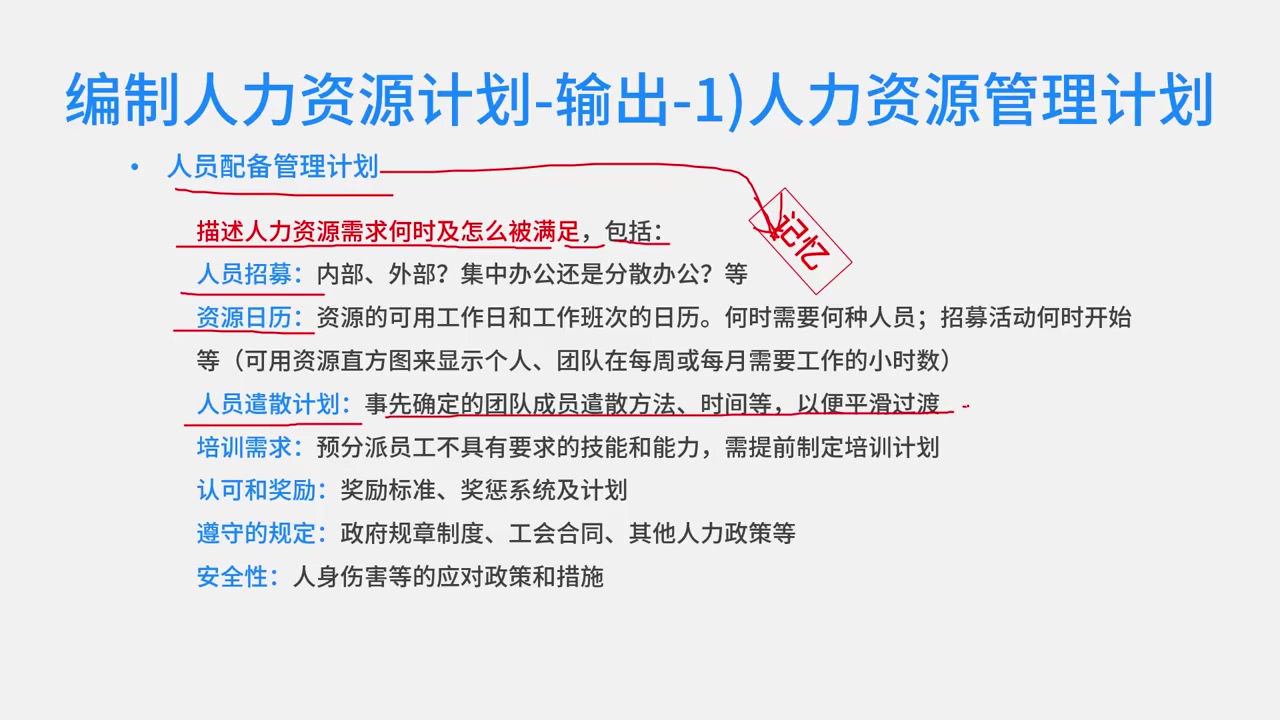 编制人力资源计划-输出-1)人力资源管理计划
• 人员配备管理计划
描述人力资源需求何时及怎么被满足，包括：
记忆
人员招募：内部、外部？集中办公还是分散办公？等
资源日历：资源的可用工作日和工作班次的日历。何时需要何种人员；招募活动何时开始
等（可用资源直方图来显示个人、团队在每周或每月需要工作的小时数）
人员遣散计划：事先确定的团队成员遣散方法、时间等，以便平滑过渡
培训需求：预分派员工不具有要求的技能和能力，需提前制定培训计划
认可和奖励：奖励标准、奖惩系统及计划
遵守的规定：政府规章制度、工会合同、其他人力政策等
安全性：人身伤害等的应对政策和措施